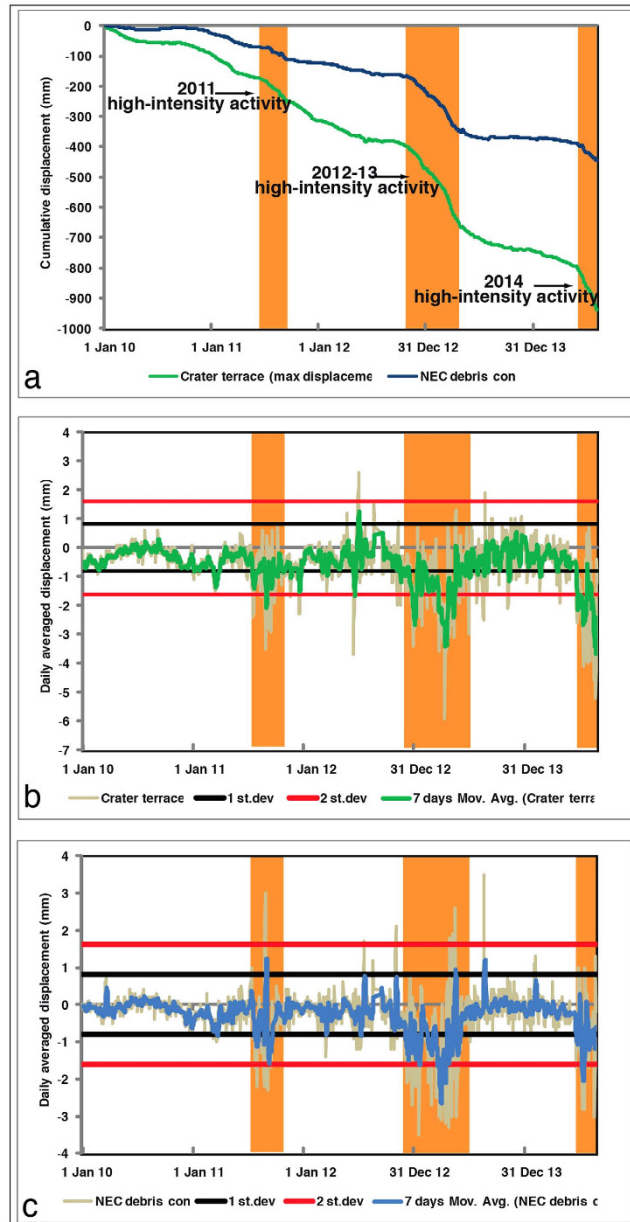 0
-100
-200
-300
-400
-500
-600
-700
-800
-900
-1000
Cumulative displacement (mm)
2011
high-intensity activity
2012-13
high-intensity activity
2014
high-intensity activity
1 Jan 10 1 Jan 11 1 Jan 12 31 Dec 12 31 Dec 13
a
Crater terrace (max displaceme NEC debris con
4
3
2
1
0
-1
-2
-3
-4
-5
-6
-7
Daily averaged displacement (mm)
1 Jan 10 1 Jan 11 1 Jan 12 31 Dec 12 31 Dec 13
b
Crater terrace 1 st.dev 2 st.dev 7 days Mov. Avg. (Crater terra
4
3
2
1
0
-1
-2
-3
-4
Daily averaged displacement (mm)
1 Jan 10 1 Jan 11 1 Jan 12 31 Dec 12 31 Dec 13
c
NEC debris con 1 st.dev 2 st.dev 7 days Mov. Avg. (NEC debris c